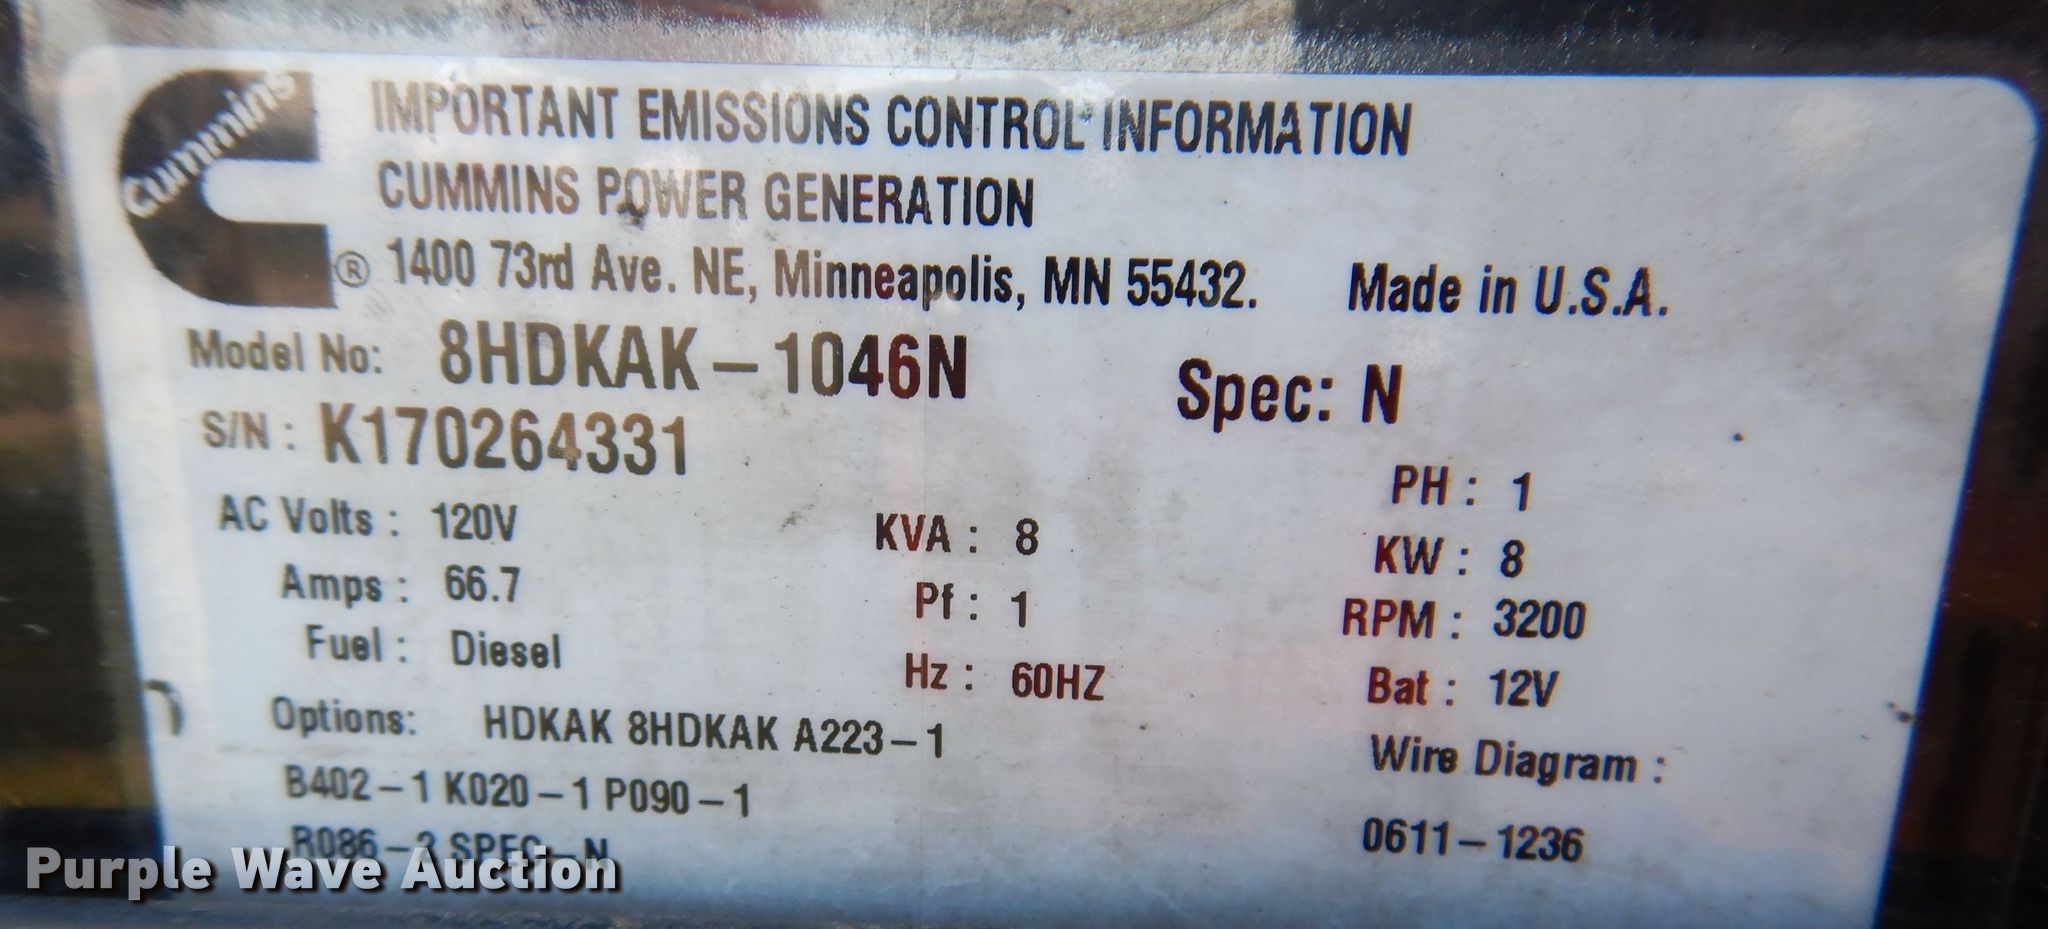 Cummins
IMPORTANT EMISSIONS CONTROL INFORMATION
CUMMINS POWER GENERATION
® 1400 73rd Ave. NE, Minneapolis, MN 55432. Made in U.S.A.
Model No: 8HDKAK-1046N Spec: N
S/N: K170264331
PH: 1
AC Volts: 120V KVA: 8 KW: 8
Amps: 66.7 Pf: 1 RPM: 3200
Fuel: Diesel Hz: 60HZ Bat: 12V
Options: HDKAK 8HDKAK A223-1 Wire Diagram:
B402-1 K020-1 P090-1
R086-2 SPEC-N 0611-1236
Purple Wave Auction